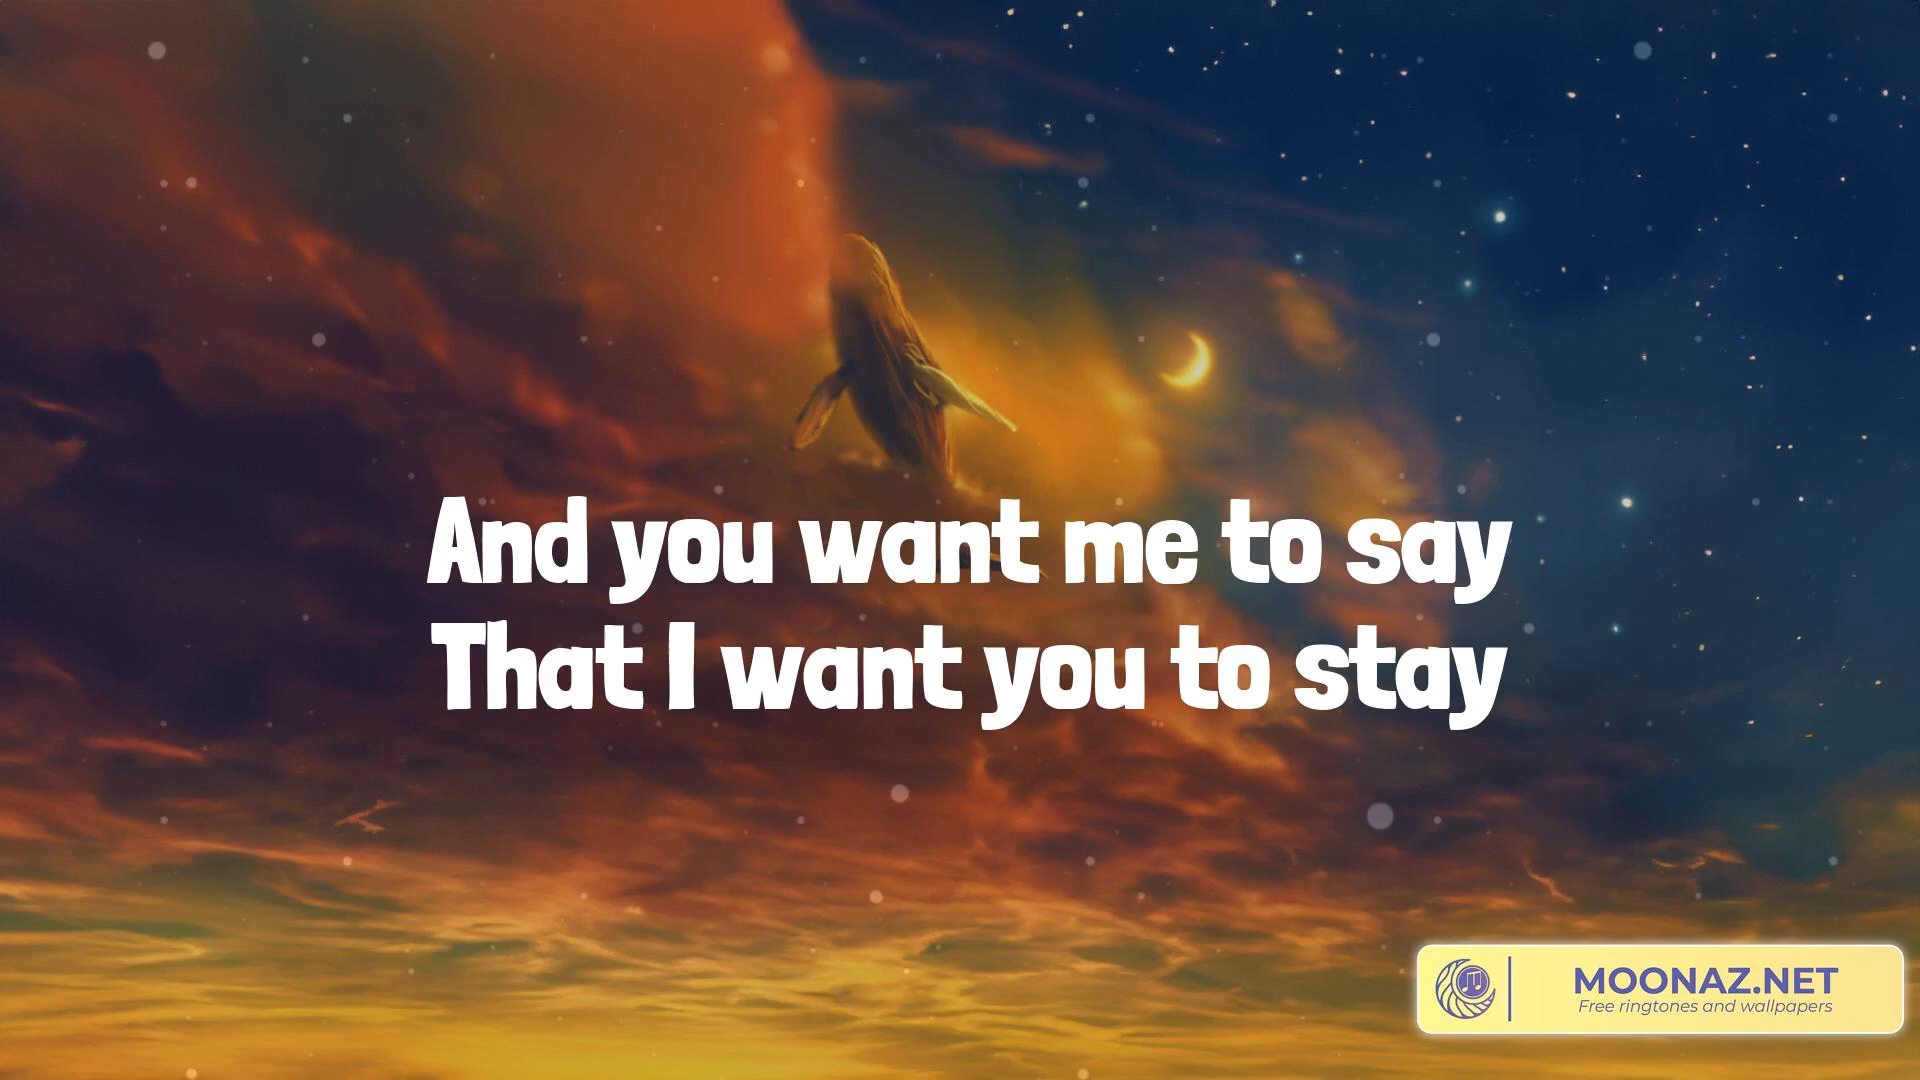 And you want me to say
That I want you to stay
MOONAZ.NET
Free ringtones and wallpapers